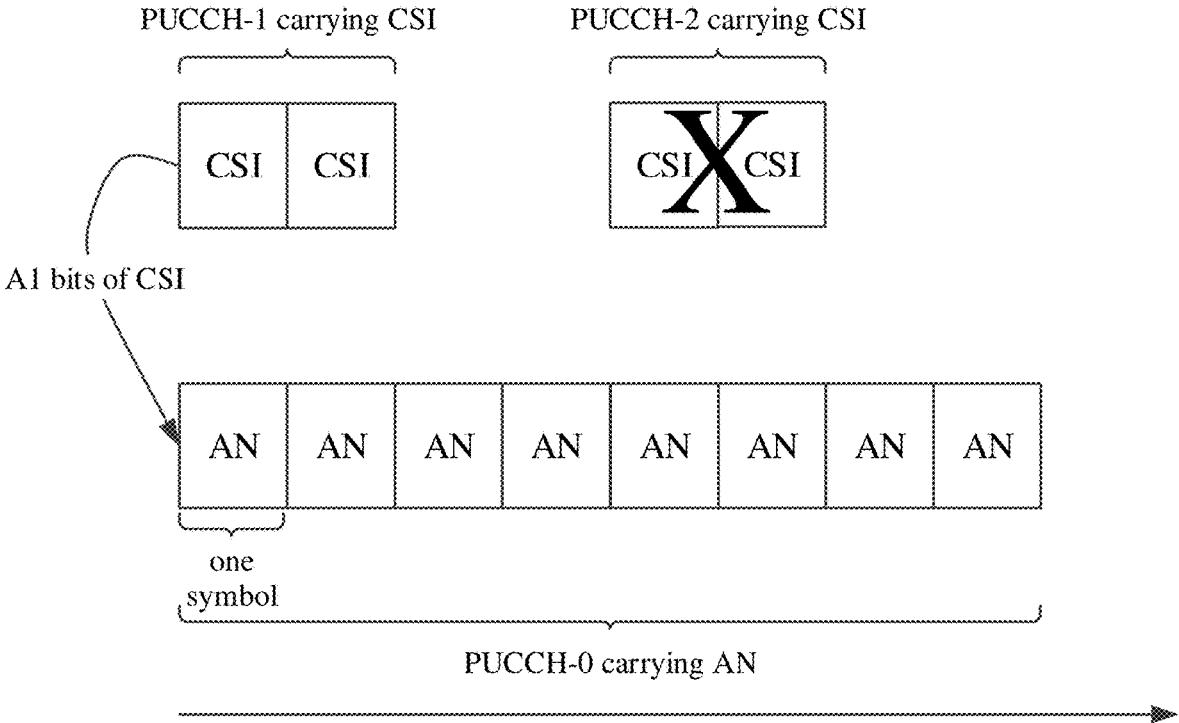 PUCCH-1 carrying CSI
PUCCH-2 carrying CSI
CSI CSI
CSI X CSI
A1 bits of CSI
AN AN AN AN AN AN AN AN
one
symbol
PUCCH-0 carrying AN